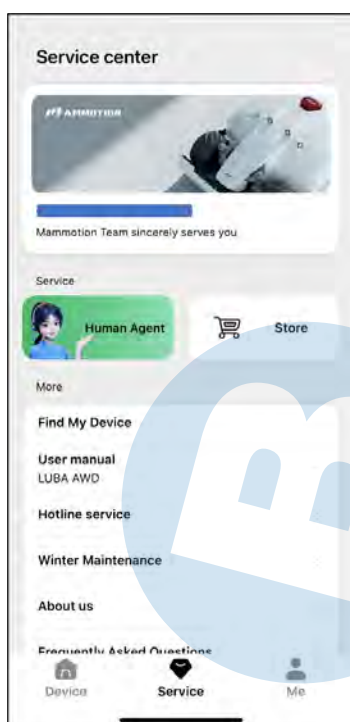 Service center
MAMMOTION
Mammotion Team sincerely serves you
Service
Human Agent
Store
More
Find My Device
User manual
LUBA AWD
Hotline service
Winter Maintenance
About us
Frequently Asked Questions
Device
Service
Me
B